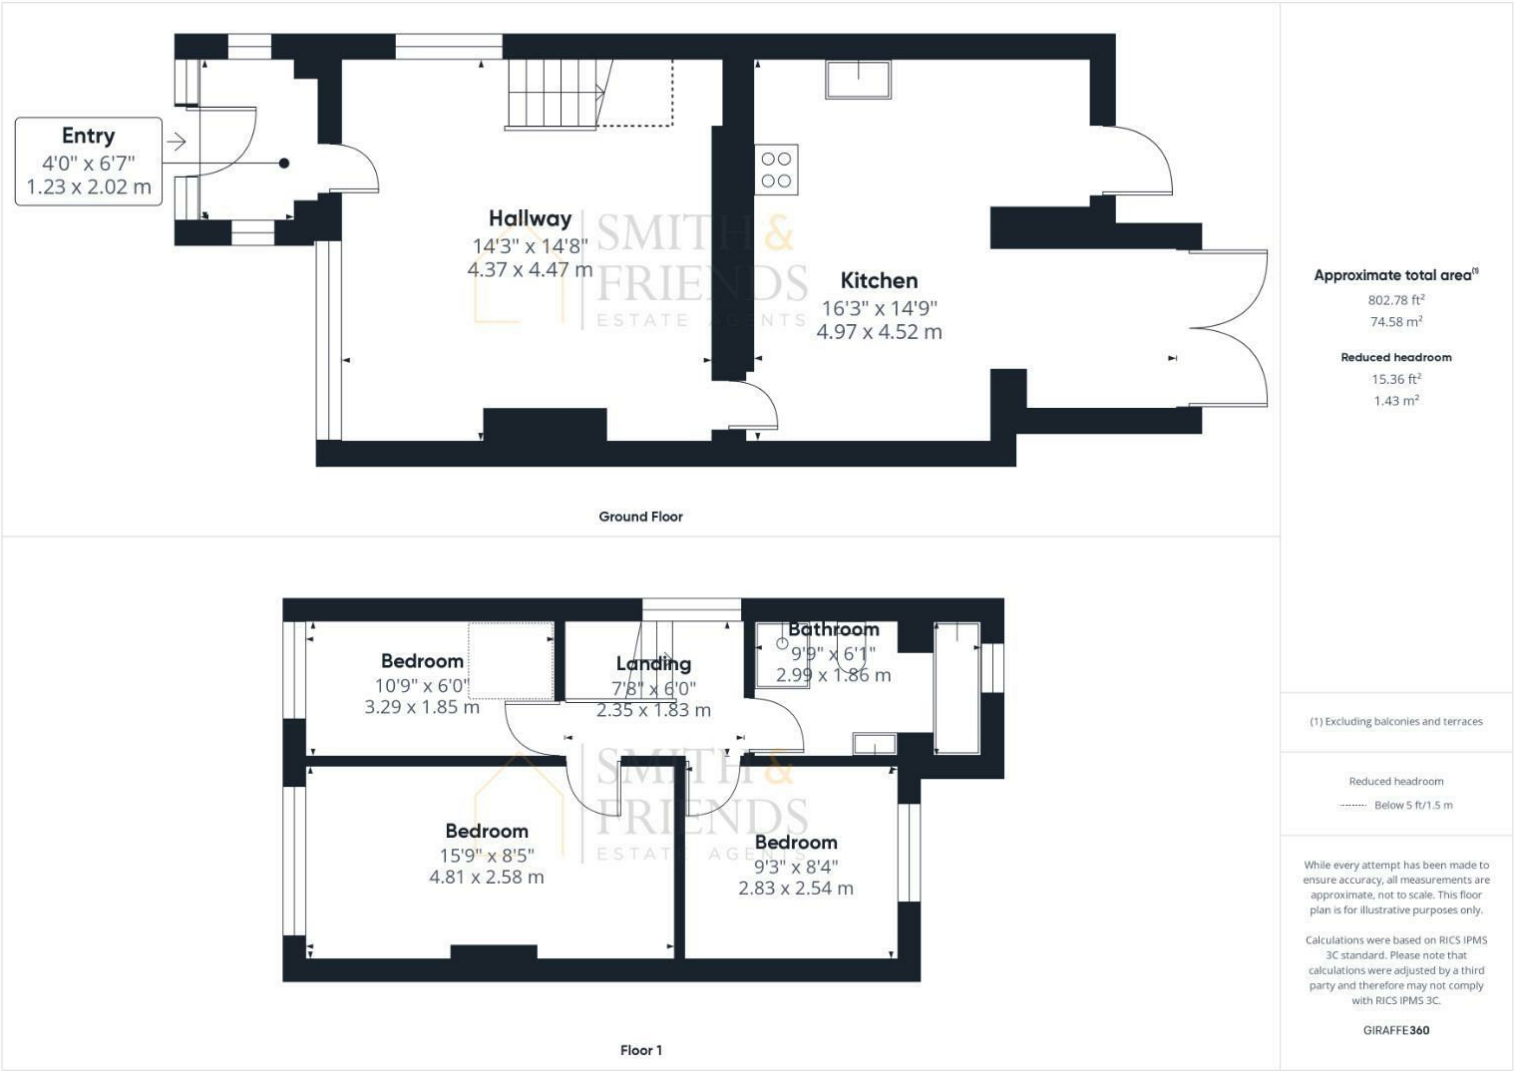 Entry
4'0" x 6'7"
1.23 x 2.02 m
Hallway
14'3" x 14'8"
4.37 x 4.47 m
SMITH &
FRIENDS
ESTATE AGENTS
Kitchen
16'3" x 14'9"
4.97 x 4.52 m
Ground Floor
Bedroom
10'9" x 6'0"
3.29 x 1.85 m
Landing
7'8" x 6'0"
2.35 x 1.83 m
Bathroom
9'9" x 6'1"
2.99 x 1.86 m
SMITH &
FRIENDS
ESTATE AGENTS
Bedroom
15'9" x 8'5"
4.81 x 2.58 m
Bedroom
9'3" x 8'4"
2.83 x 2.54 m
Floor 1
Approximate total area⁽¹⁾
802.78 ft²
74.58 m²
Reduced headroom
15.36 ft²
1.43 m²
(1) Excluding balconies and terraces
Reduced headroom
Below 5 ft/1.5 m
While every attempt has been made to
ensure accuracy, all measurements are
approximate, not to scale. This floor
plan is for illustrative purposes only.
Calculations were based on RICS IPMS
3C standard. Please note that
calculations were adjusted by a third
party and therefore may not comply
with RICS IPMS 3C.
GIRAFFE360